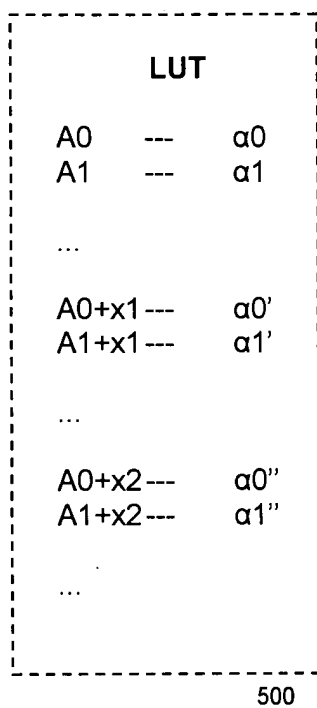 LUT
A0 --- α0
A1 --- α1
...
A0+x1 --- α0’
A1+x1 --- α1’
...
A0+x2 --- α0’’
A1+x2 --- α1’’
...
500